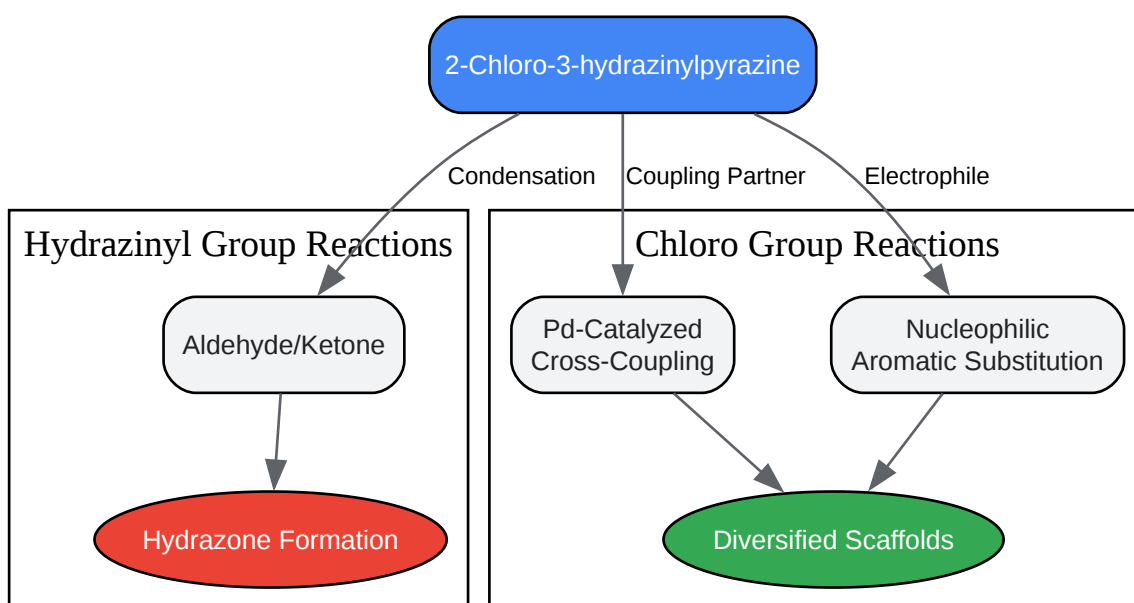 2-Chloro-3-hydrazinylpyrazine
Condensation
Coupling Partner
Electrophile
Hydrazinyl Group Reactions
Chloro Group Reactions
Aldehyde/Ketone
Pd-Catalyzed
Cross-Coupling
Nucleophilic
Aromatic Substitution
Hydrazone Formation
Diversified Scaffolds